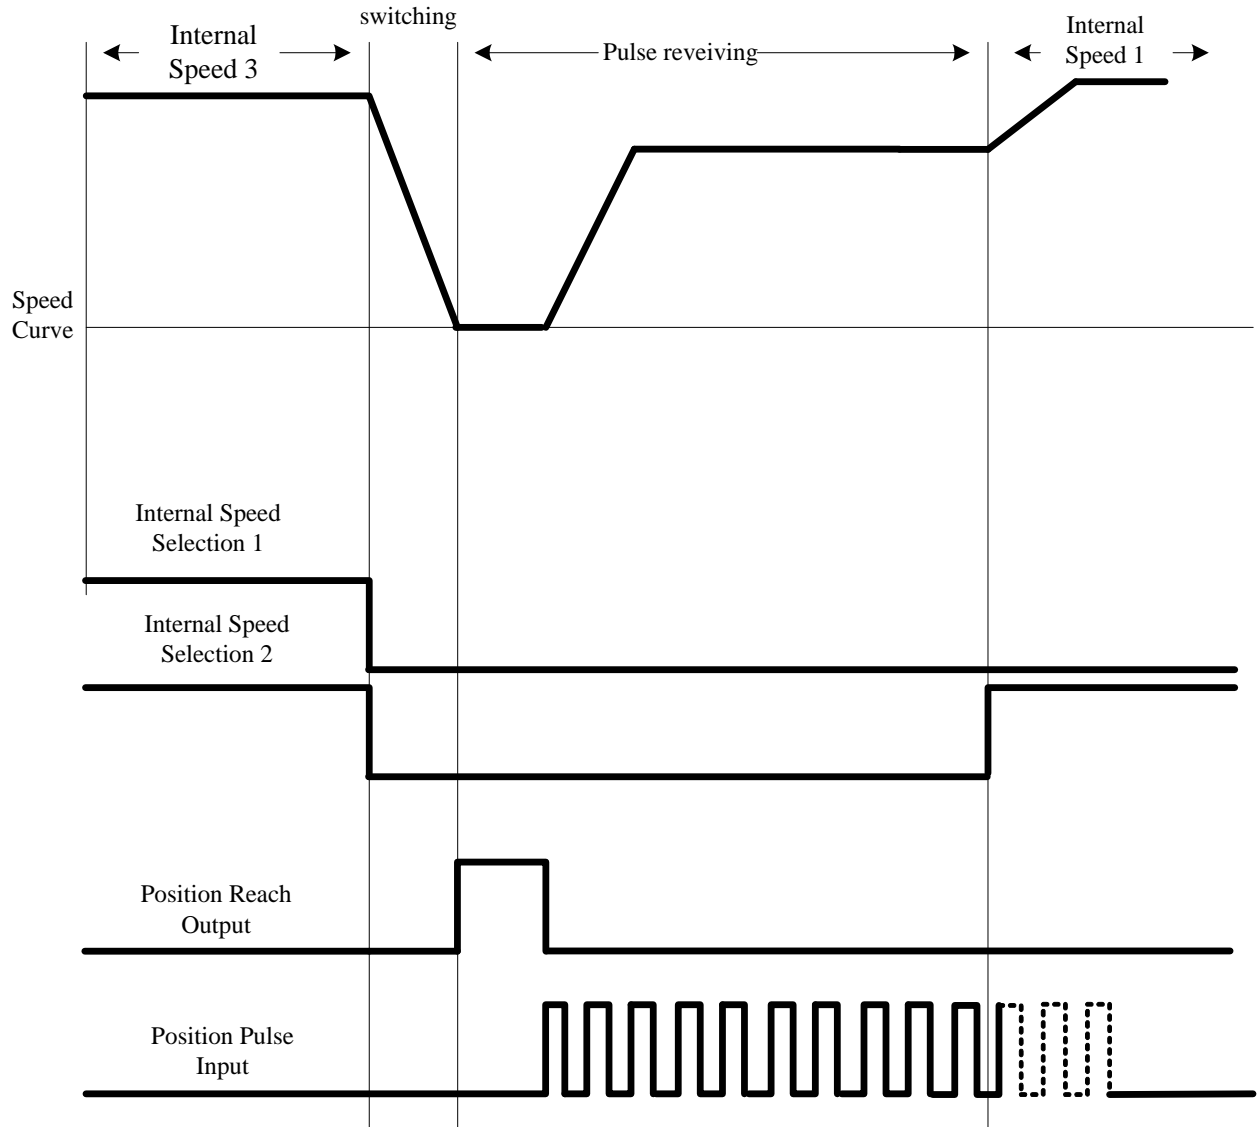 switching
Internal
Speed 3
Pulse reveiving
Internal
Speed 1
Speed
Curve
Internal Speed
Selection 1
Internal Speed
Selection 2
Position Reach
Output
Position Pulse
Input